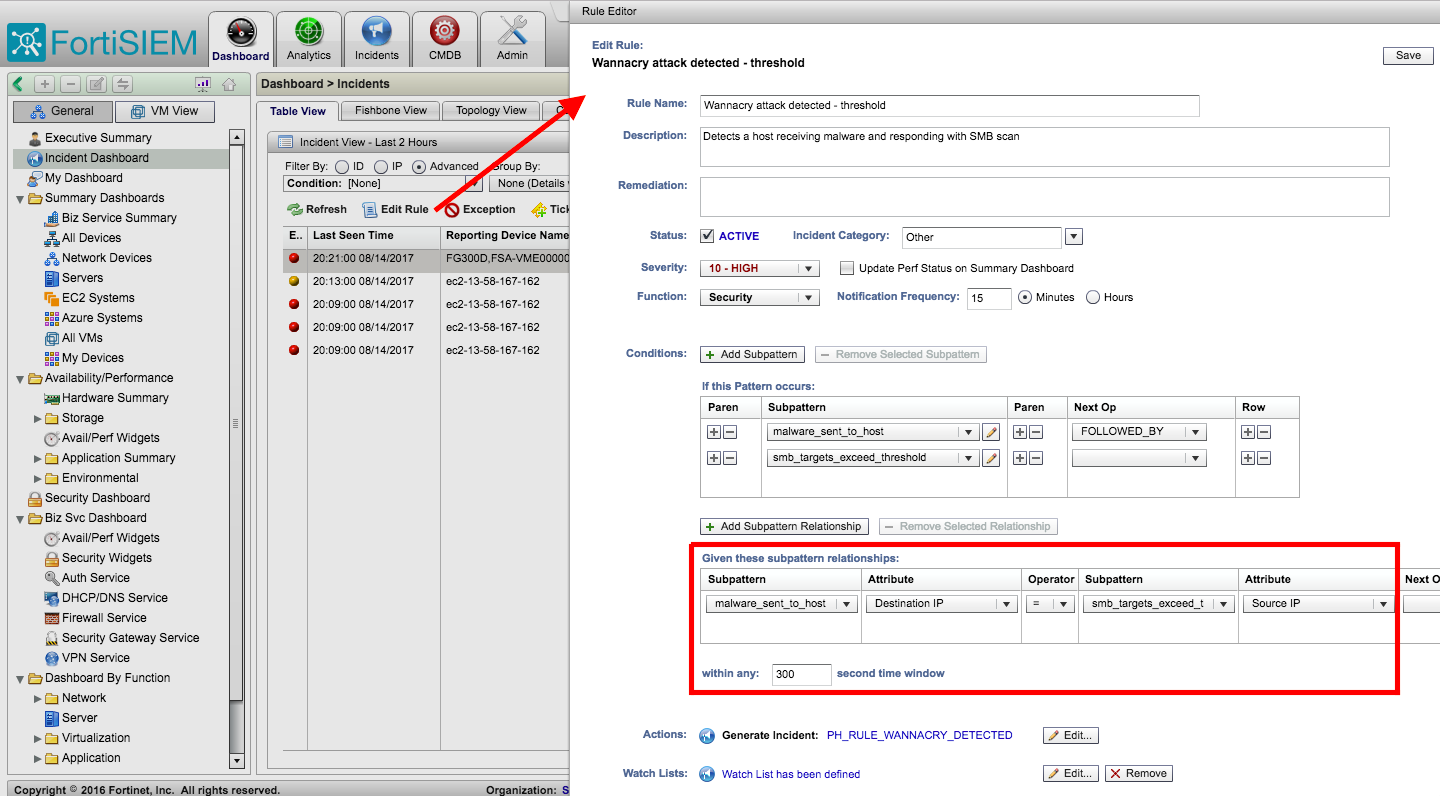 FortiSIEM
Dashboard
Analytics
Incidents
CMDB
Admin
General
VM View
Executive Summary
Incident Dashboard
My Dashboard
Summary Dashboards
Biz Service Summary
All Devices
Network Devices
Servers
EC2 Systems
Azure Systems
All VMs
My Devices
Availability/Performance
Hardware Summary
Storage
Avail/Perf Widgets
Application Summary
Environmental
Security Dashboard
Biz Svc Dashboard
Avail/Perf Widgets
Security Widgets
Auth Service
DHCP/DNS Service
Firewall Service
Security Gateway Service
VPN Service
Dashboard By Function
Network
Server
Virtualization
Application
Dashboard > Incidents
Table View
Fishbone View
Topology View
Incident View - Last 2 Hours
Filter By: ID IP Advanced Group By:
Condition: [None] None (Details
Refresh Edit Rule Exception Tick
E.. Last Seen Time Reporting Device Name
20:21:00 08/14/2017 FG300D,FSA-VME00000
20:13:00 08/14/2017 ec2-13-58-167-162
20:09:00 08/14/2017 ec2-13-58-167-162
20:09:00 08/14/2017 ec2-13-58-167-162
20:09:00 08/14/2017 ec2-13-58-167-162
Copyright © 2016 Fortinet, Inc. All rights reserved.
Organization: S
Rule Editor
Edit Rule:
Wannacry attack detected - threshold
Save
Rule Name: Wannacry attack detected - threshold
Description: Detects a host receiving malware and responding with SMB scan
Remediation:
Status: ACTIVE Incident Category: Other
Severity: 10 - HIGH Update Perf Status on Summary Dashboard
Function: Security Notification Frequency: 15 Minutes Hours
Conditions: Add Subpattern Remove Selected Subpattern
If this Pattern occurs:
Paren Subpattern Paren Next Op Row
malware_sent_to_host FOLLOWED_BY
smb_targets_exceed_threshold
Add Subpattern Relationship Remove Selected Relationship
Given these subpattern relationships:
Subpattern Attribute Operator Subpattern Attribute Next O
malware_sent_to_host Destination IP = smb_targets_exceed_t Source IP
within any: 300 second time window
Actions: Generate Incident: PH_RULE_WANNACRY_DETECTED Edit...
Watch Lists: Watch List has been defined Edit... Remove